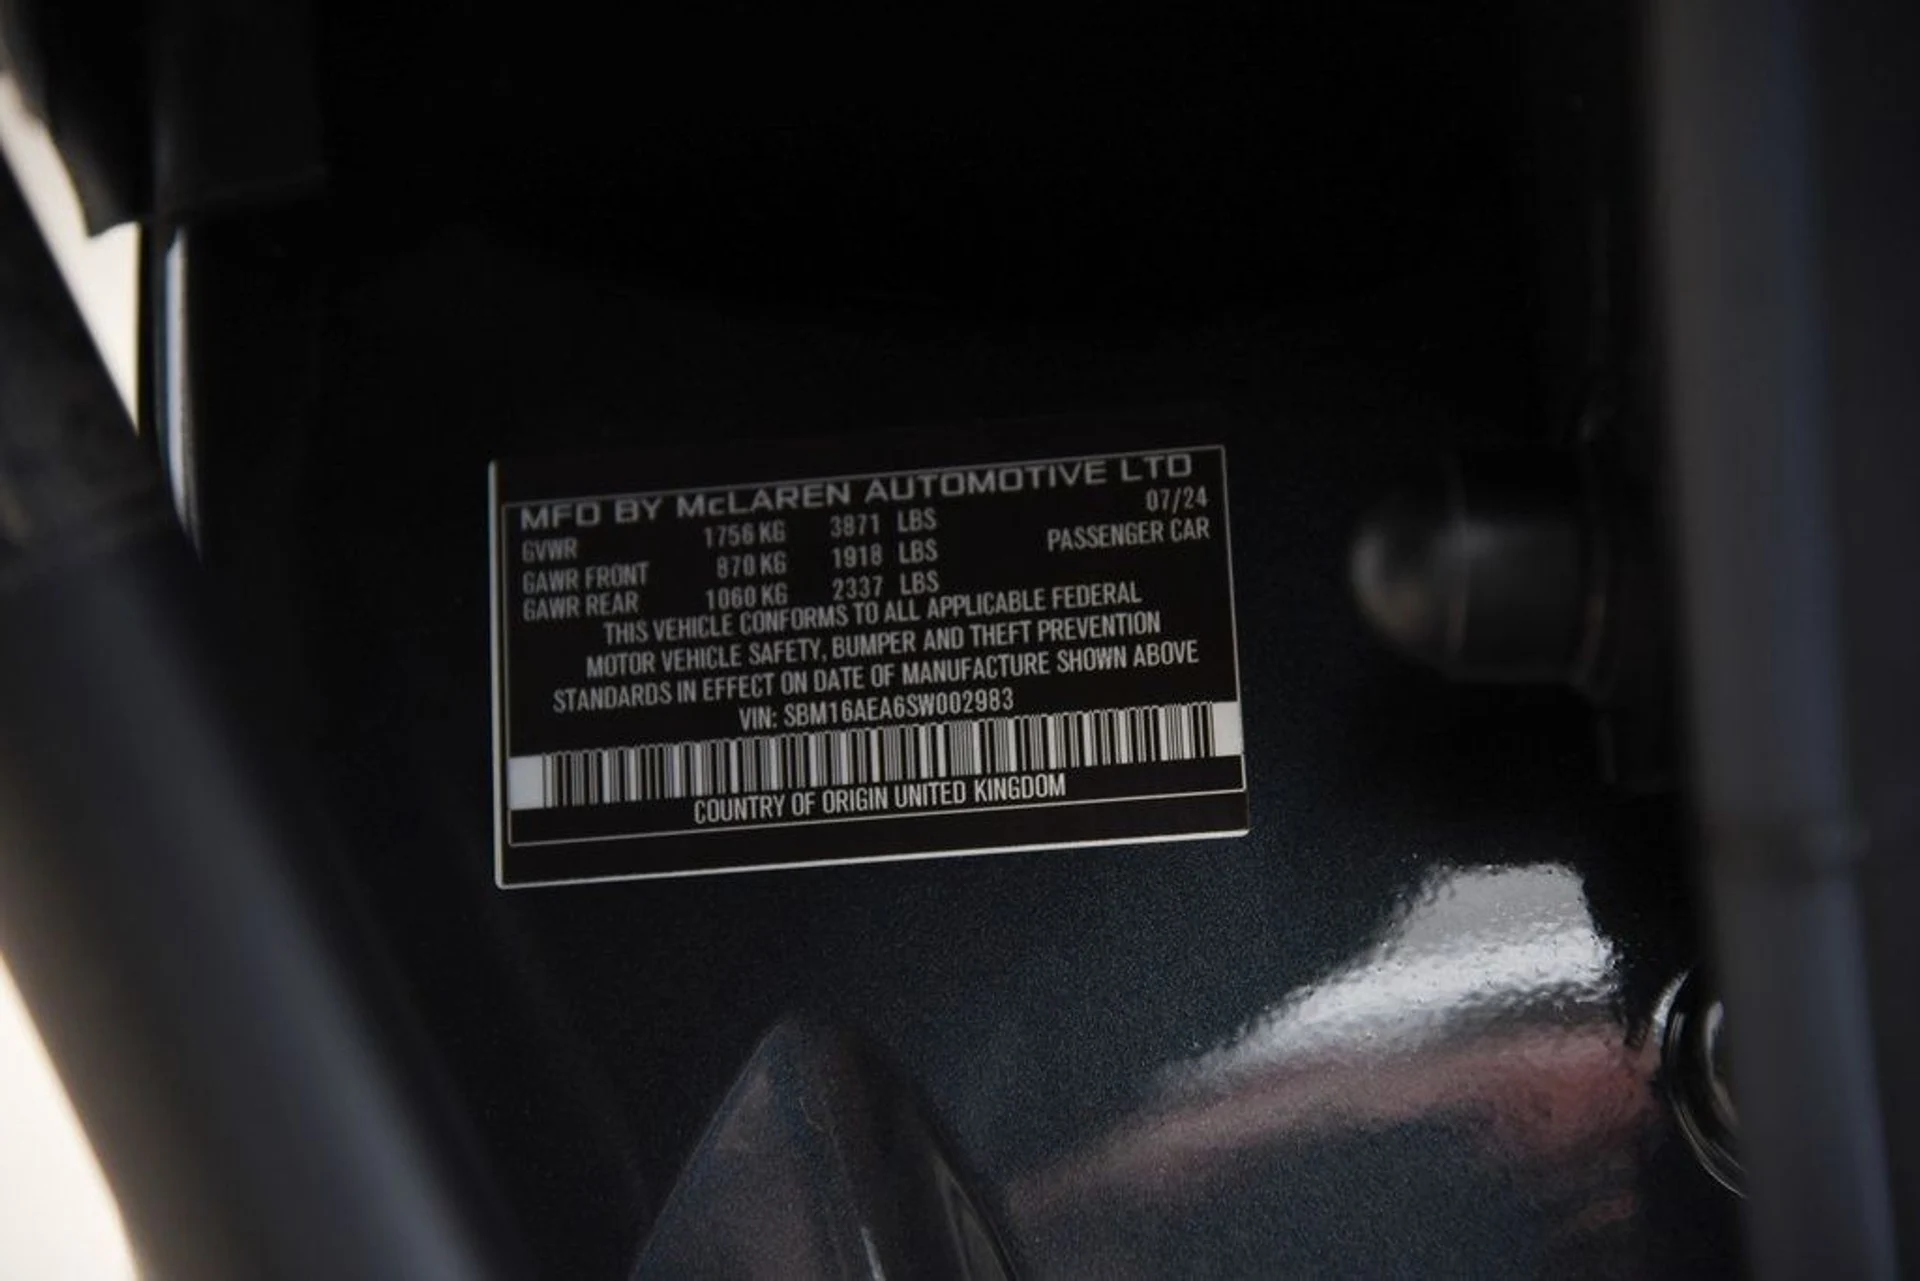 MFD BY McLAREN AUTOMOTIVE LTD
07/24
GVWR 1756 KG 3871 LBS
GAWR FRONT 870 KG 1918 LBS PASSENGER CAR
GAWR REAR 1060 KG 2337 LBS
THIS VEHICLE CONFORMS TO ALL APPLICABLE FEDERAL
MOTOR VEHICLE SAFETY, BUMPER AND THEFT PREVENTION
STANDARDS IN EFFECT ON DATE OF MANUFACTURE SHOWN ABOVE
VIN: SBM16AEA6SW002983
COUNTRY OF ORIGIN UNITED KINGDOM